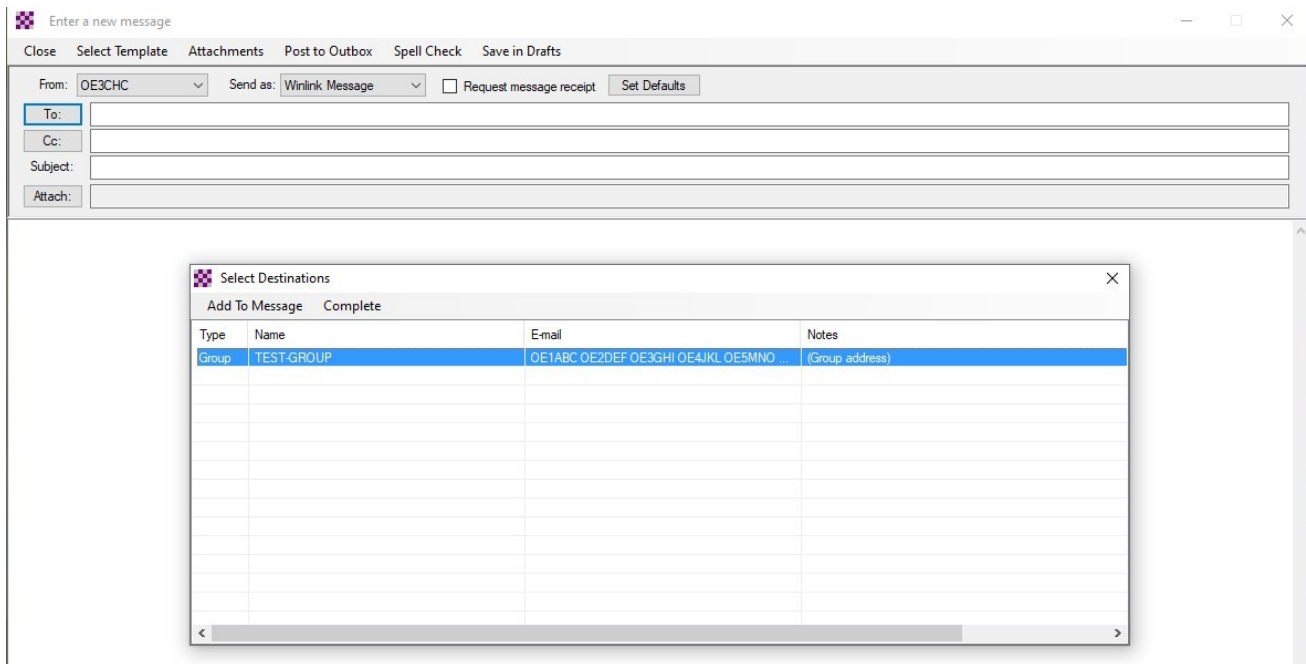 Enter a new message
Close Select Template Attachments Post to Outbox Spell Check Save in Drafts
From: OE3CHC Send as: Winlink Message Request message receipt Set Defaults
To:
Cc:
Subject:
Attach:
Select Destinations
Add To Message Complete
Type Name E-mail Notes
Group TEST-GROUP OE1ABC OE2DEF OE3GHI OE4JKL OE5MNO ... (Group address)